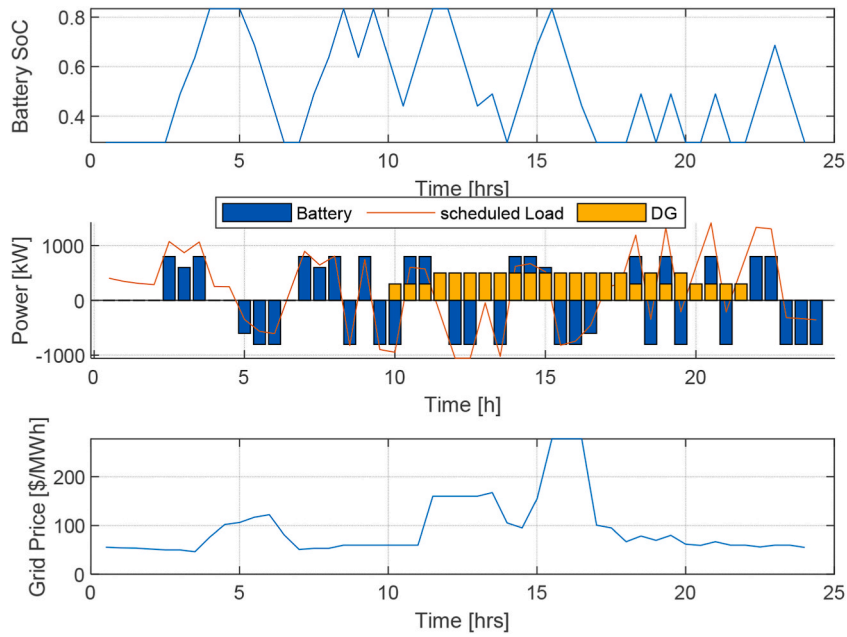 Battery SoC
0.8
0.6
0.4
0 5 10 15 20 25
Time [hrs]
Battery scheduled Load DG
Power [kW]
1000
0
-1000
0 5 10 15 20
Time [h]
Grid Price [$/MWh]
200
100
0
0 5 10 15 20 25
Time [hrs]